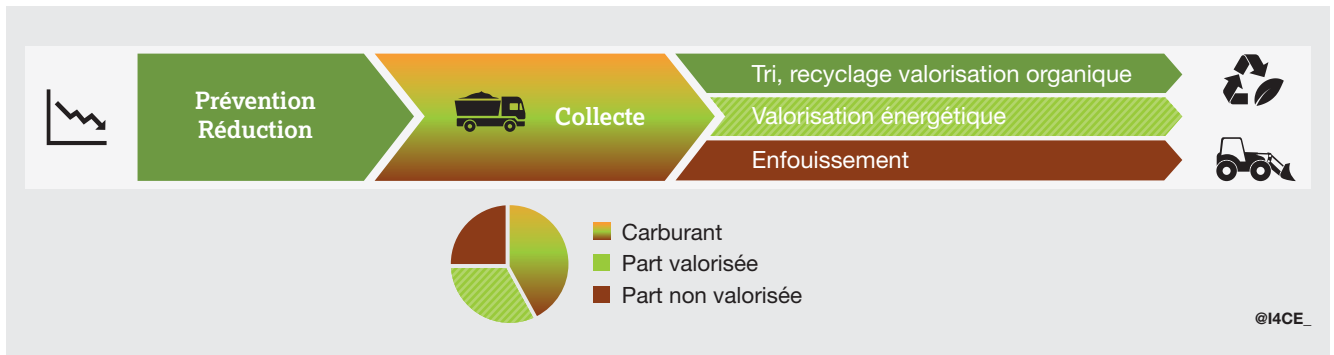 Prévention
Réduction
Collecte
Tri, recyclage valorisation organique
Valorisation énergétique
Enfouissement
Carburant
Part valorisée
Part non valorisée
@I4CE_